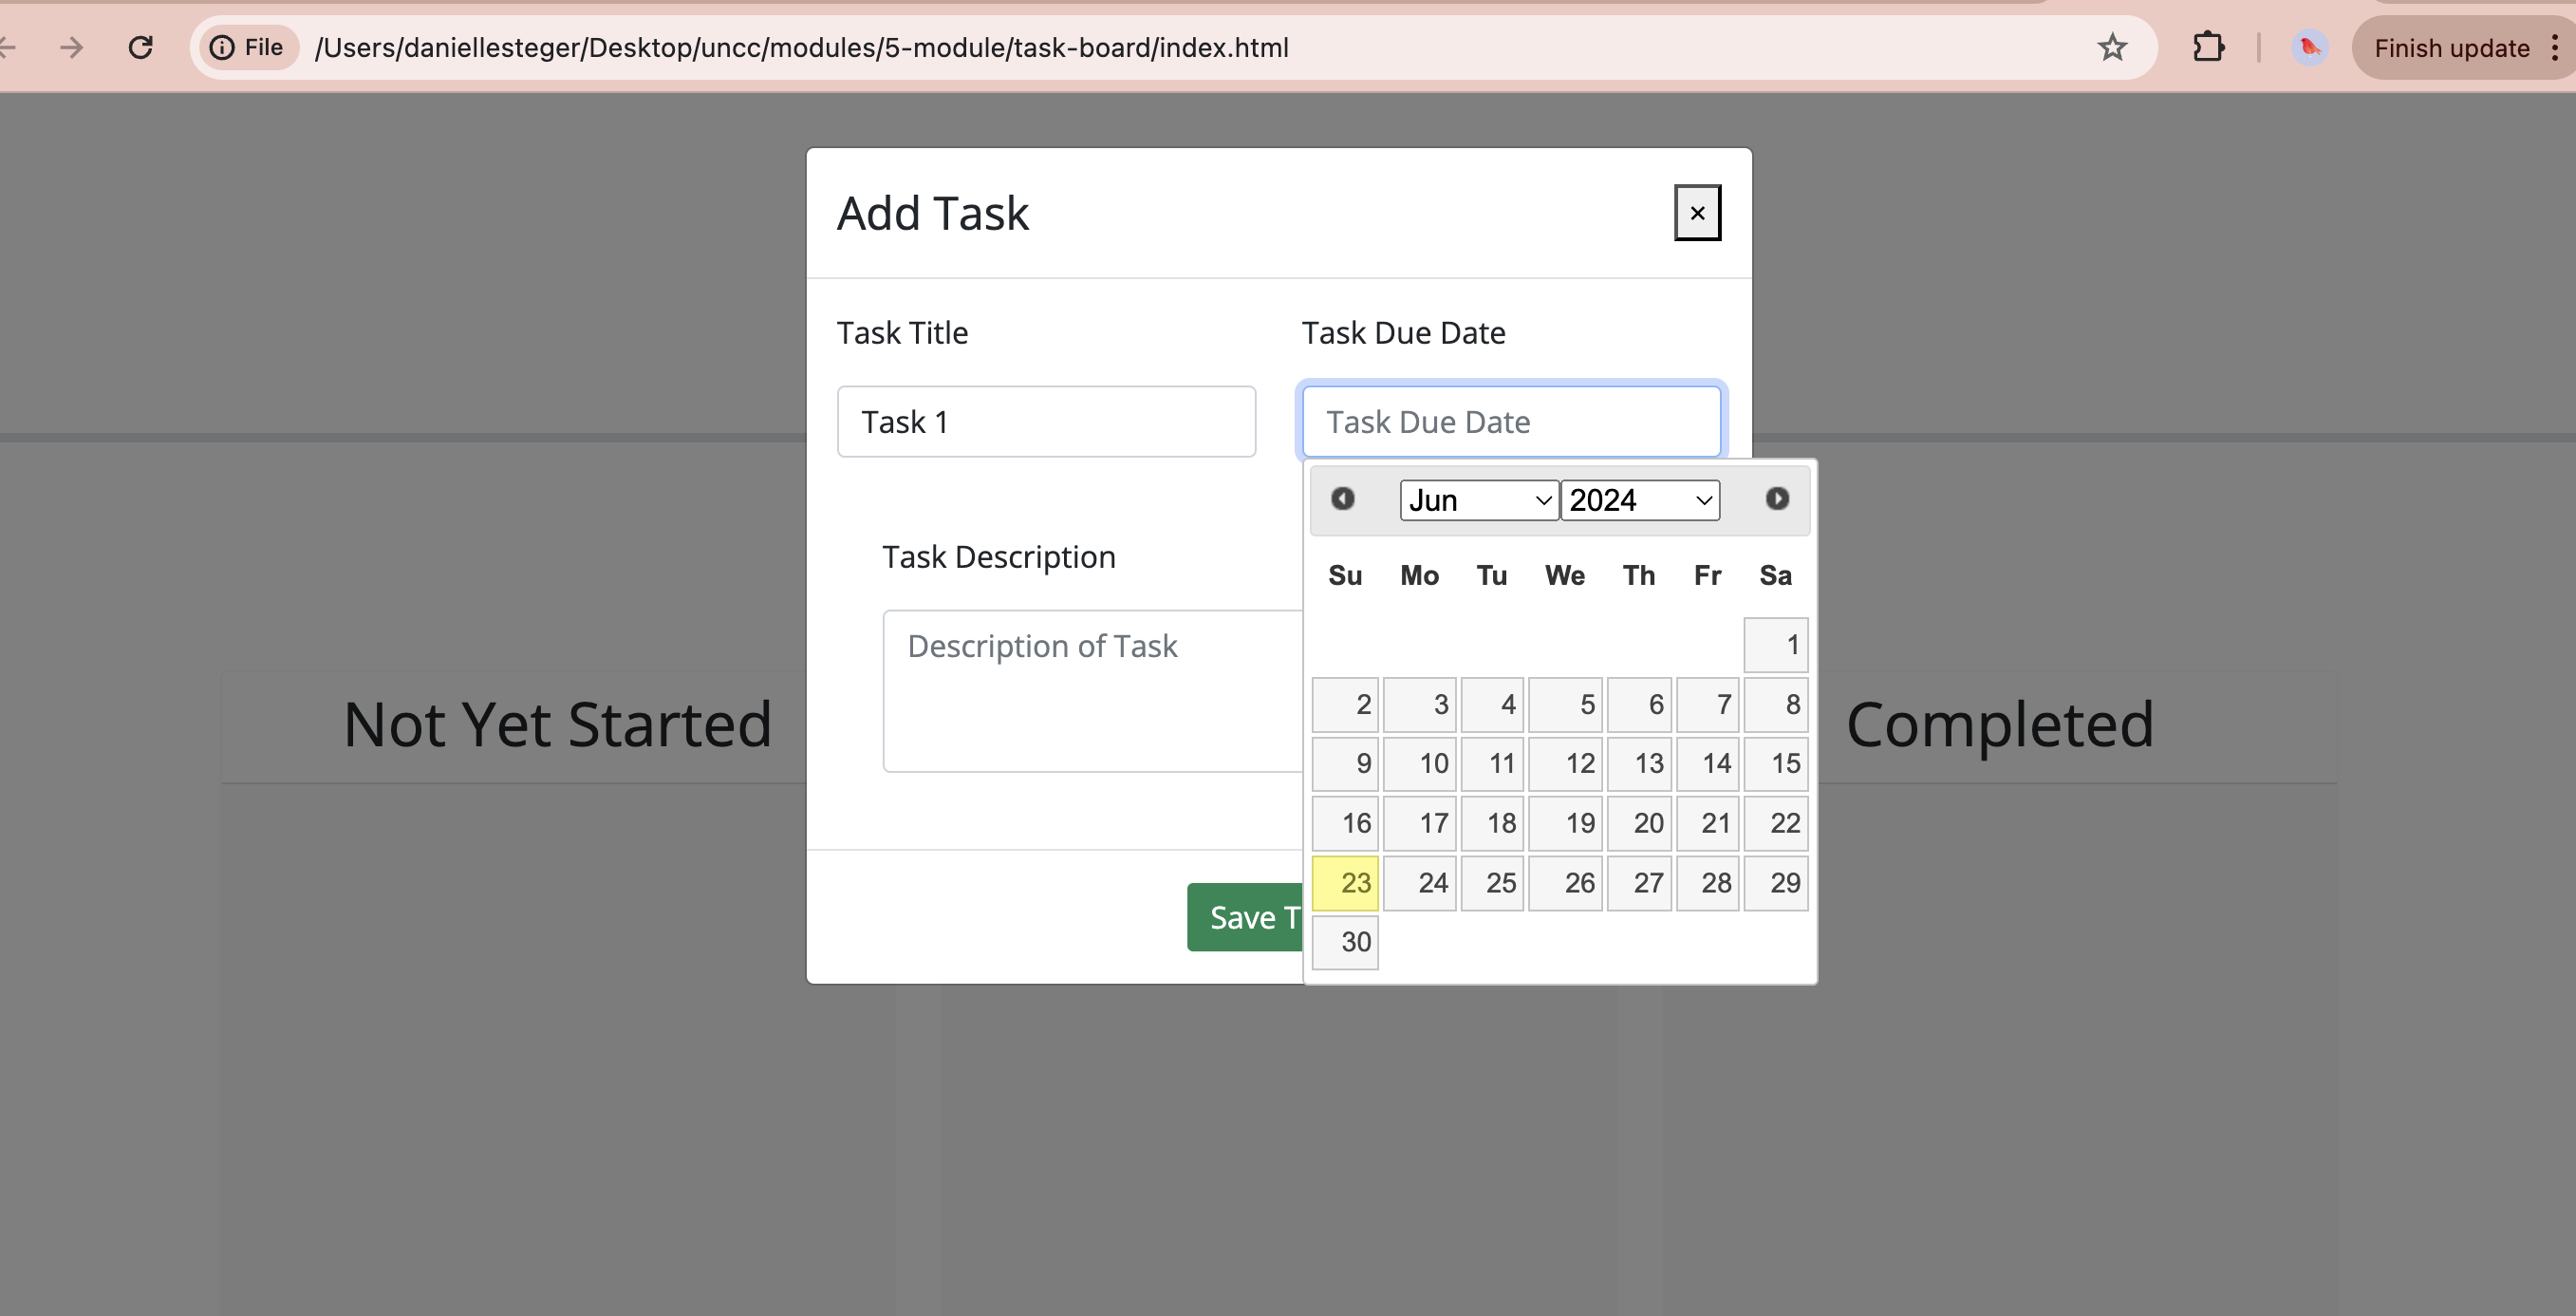 File /Users/daniellesteger/Desktop/uncc/modules/5-module/task-board/index.html Finish update
Add Task ×
Task Title Task Due Date
Task 1 Task Due Date
Jun 2024
Su Mo Tu We Th Fr Sa
1
2 3 4 5 6 7 8
9 10 11 12 13 14 15
16 17 18 19 20 21 22
23 24 25 26 27 28 29
30
Task Description
Description of Task
Save T
Not Yet Started
Completed